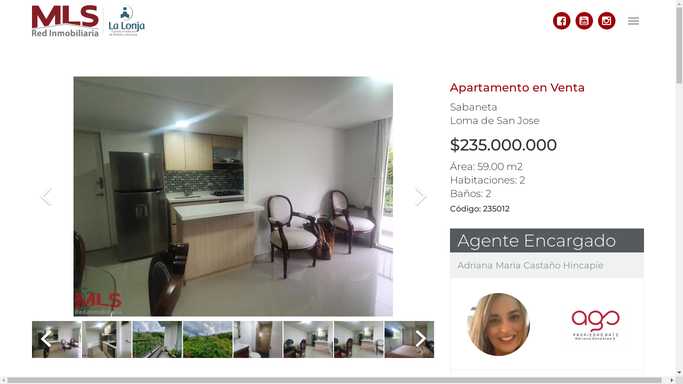 MLS
Red Inmobiliaria
La Lonja
Apartamento en Venta
Sabaneta
Loma de San Jose
$235.000.000
Área: 59.00 m2
Habitaciones: 2
Baños: 2
Código: 235012
MLS
Red Inmobiliaria
Agente Encargado
Adriana Maria Castaño Hincapie
ago